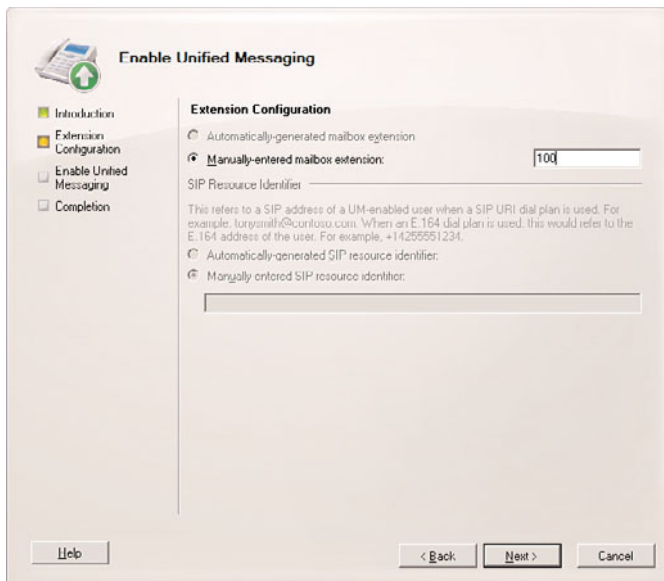 Enable Unified Messaging
Introduction
Extension
Configuration
Enable Unified
Messaging
Completion
Extension Configuration
Automatically-generated mailbox extension
Manually-entered mailbox extension:
100
SIP Resource Identifier
This refers to a SIP address of a UM-enabled user when a SIP URI dial plan is used. For
example, tonysmith@contoso.com. When an E.164 dial plan is used, this would refer to the
E.164 address of the user. For example, +14255551234.
Automatically-generated SIP resource identifier:
Manually entered SIP resource identifier:
Help
< Back
Next >
Cancel